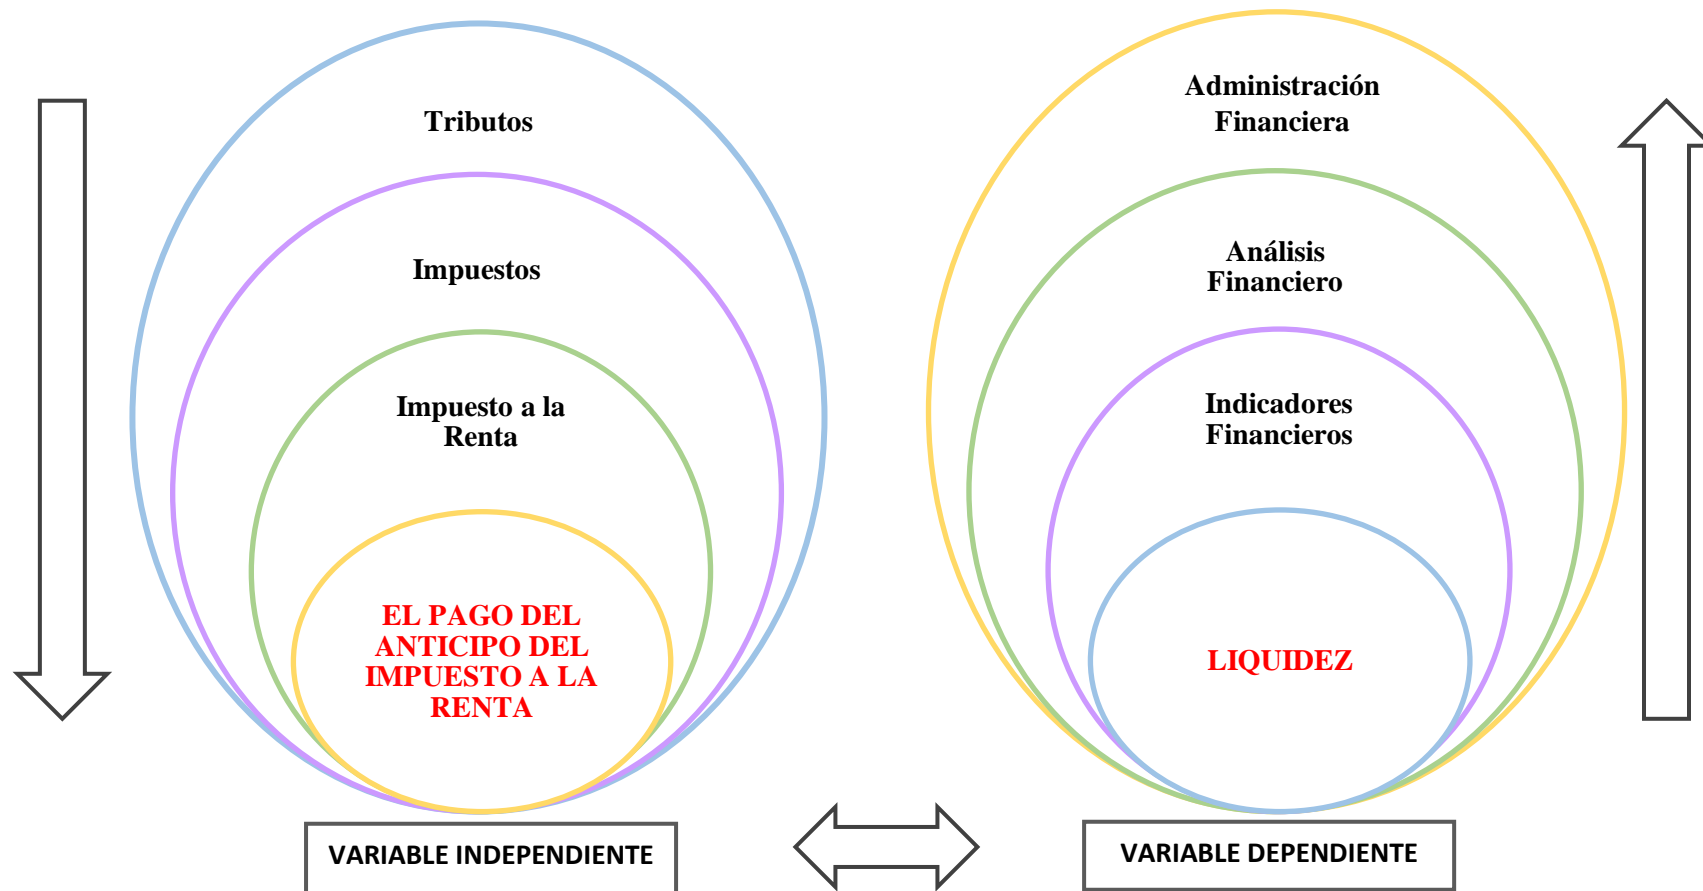 Tributos
Impuestos
Impuesto a la
Renta
EL PAGO DEL
ANTICIPO DEL
IMPUESTO A LA
RENTA
VARIABLE INDEPENDIENTE
Administración
Financiera
Análisis
Financiero
Indicadores
Financieros
LIQUIDEZ
VARIABLE DEPENDIENTE